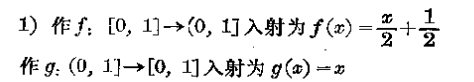 1) 作 f: [0, 1]→(0, 1]入射为 f(x)=x/2+1/2
作 g: (0, 1]→[0, 1]入射为 g(x)=x